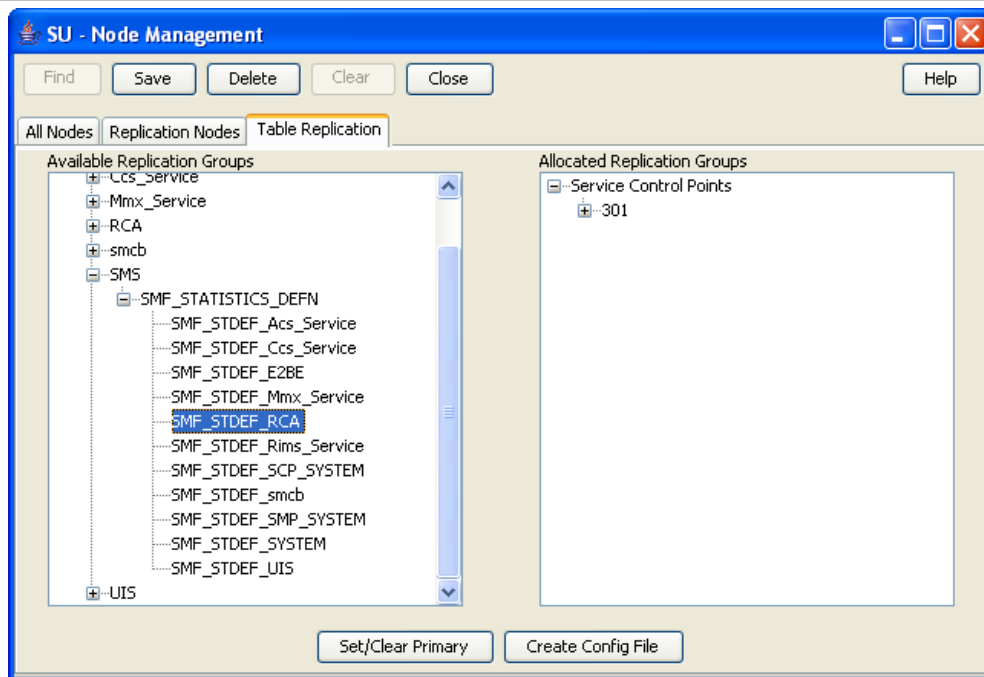 SU - Node Management
Find Save Delete Clear Close Help
All Nodes Replication Nodes Table Replication
Available Replication Groups Allocated Replication Groups
Ccs_Service
Mmx_Service
RCA
smcb
SMS
SMF_STATISTICS_DEFN
SMF_STDEF_Acs_Service
SMF_STDEF_Ccs_Service
SMF_STDEF_E2BE
SMF_STDEF_Mmx_Service
SMF_STDEF_RCA
SMF_STDEF_Rims_Service
SMF_STDEF_SCP_SYSTEM
SMF_STDEF_smcb
SMF_STDEF_SMP_SYSTEM
SMF_STDEF_SYSTEM
SMF_STDEF_UIS
UIS
Service Control Points
301
Set/Clear Primary Create Config File